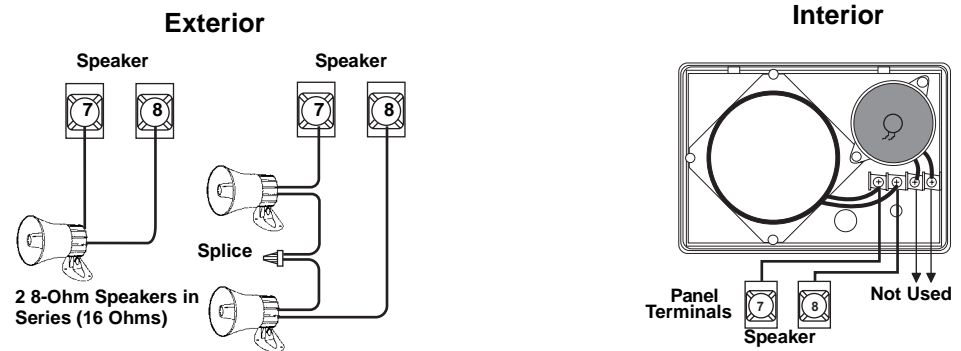 Exterior
Speaker
7
8
Speaker
7
8
Splice
2 8-Ohm Speakers in
Series (16 Ohms)
Interior
Panel
Terminals
7
8
Speaker
Not Used